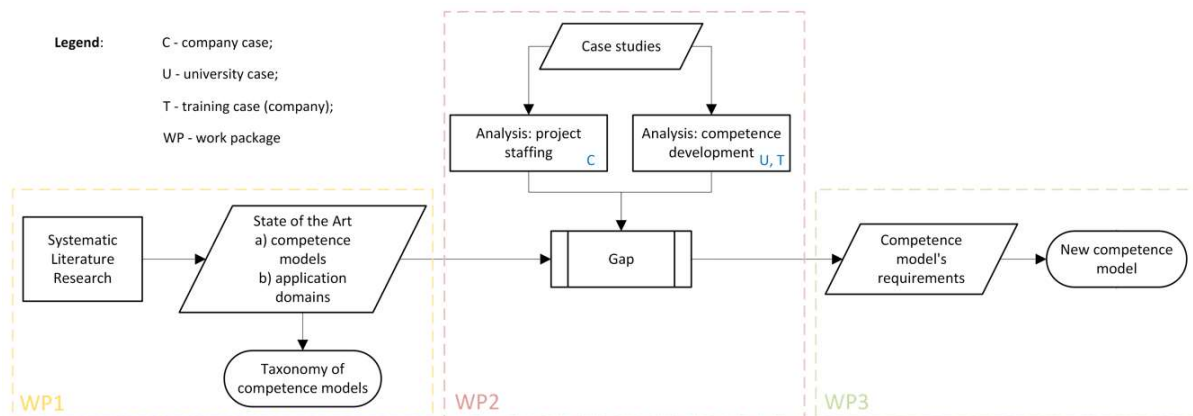 Legend:
C - company case;
U - university case;
T - training case (company);
WP - work package
Case studies
Analysis: project
staffing
C
Analysis: competence
development
U, T
Systematic
Literature
Research
State of the Art
a) competence
models
b) application
domains
Gap
Competence
model's
requirements
New competence
model
Taxonomy of
competence models
WP1
WP2
WP3